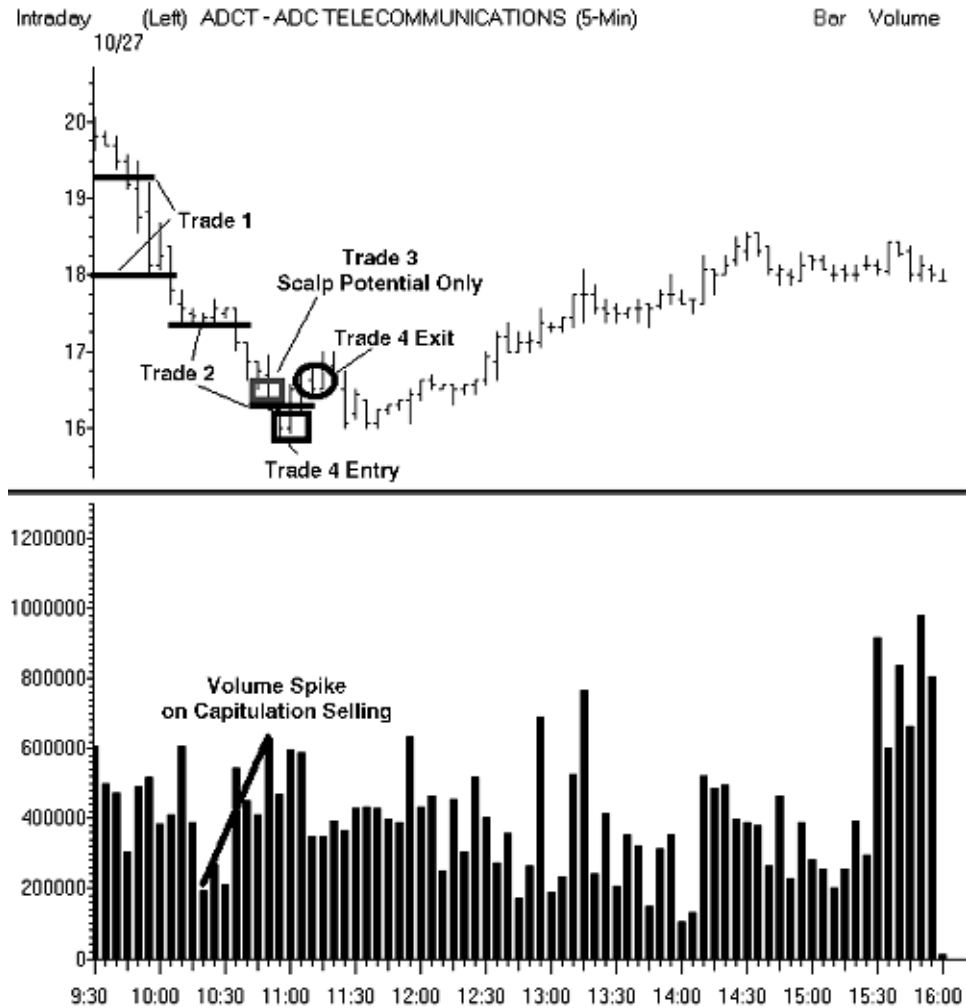 Intraday (Left) ADCT - ADC TELECOMMUNICATIONS (5-Min) Bar Volume
10/27
20
19
Trade 1
Trade 3
18
Scalp Potential Only
17
Trade 4 Exit
Trade 2
16
Trade 4 Entry
1200000
1000000
800000
Volume Spike
on Capitulation Selling
600000
400000
200000
0
9:30 10:00 10:30 11:00 11:30 12:00 12:30 13:00 13:30 14:00 14:30 15:00 15:30 16:00